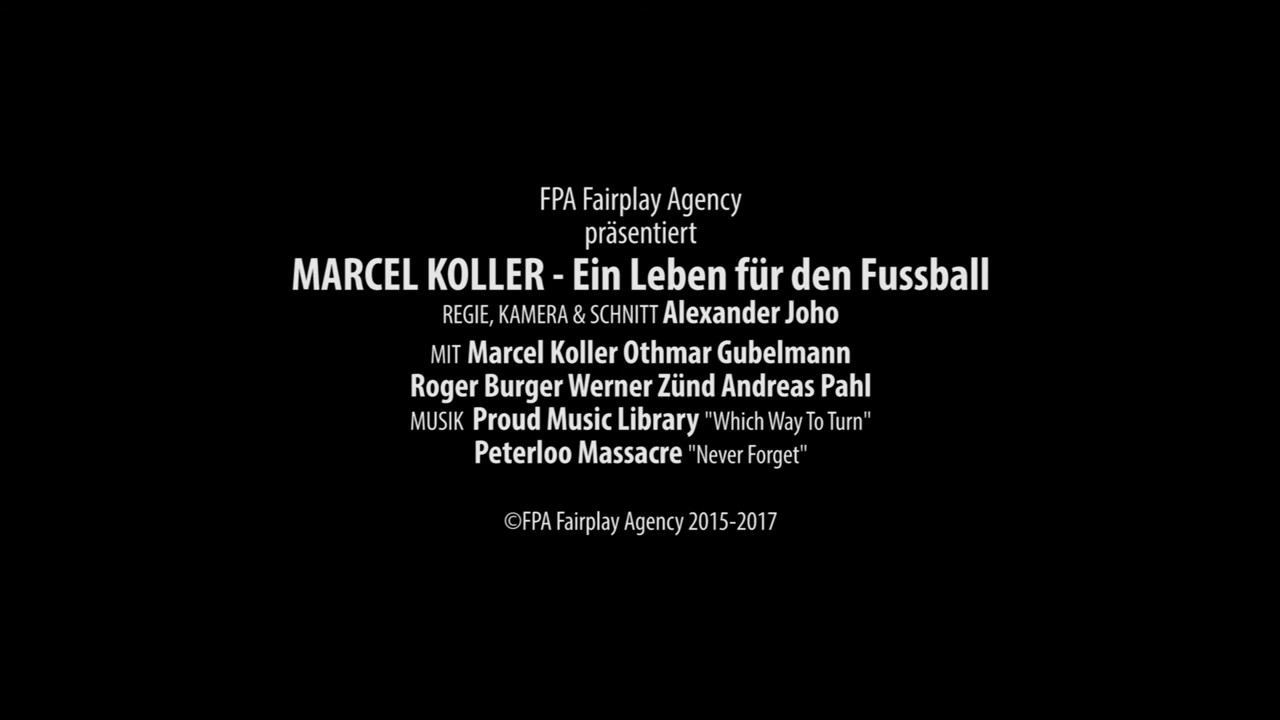 FPA Fairplay Agency
präsentiert
MARCEL KOLLER - Ein Leben für den Fussball
REGIE, KAMERA & SCHNITT Alexander Joho
MIT Marcel Koller Othmar Gubelmann
Roger Burger Werner Zünd Andreas Pahl
MUSIK Proud Music Library "Which Way To Turn"
Peterloo Massacre "Never Forget"
©FPA Fairplay Agency 2015-2017